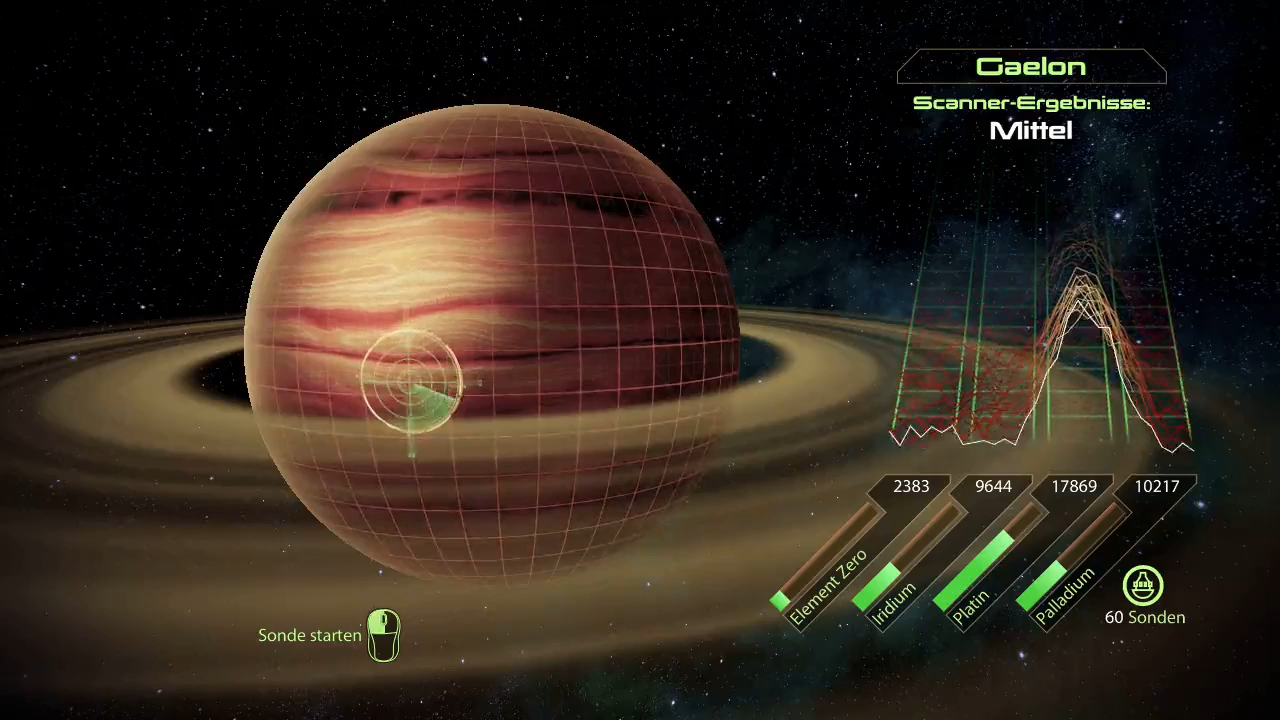 Gaelon
Scanner-Ergebnisse:
Mittel
2383
9644
17869
10217
Element Zero
Iridium
Platin
Palladium
60 Sonden
Sonde starten